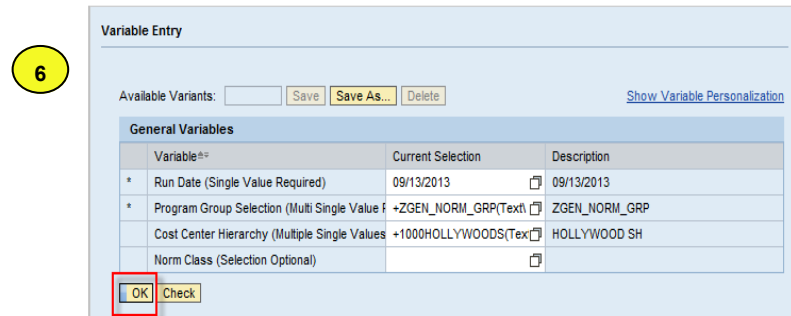 Variable Entry
6
Available Variants: Save Save As... Delete Show Variable Personalization
General Variables
Variable Current Selection Description
* Run Date (Single Value Required) 09/13/2013 09/13/2013
* Program Group Selection (Multi Single Value +ZGEN_NORM_GRP(Text\ ZGEN_NORM_GRP
Cost Center Hierarchy (Multiple Single Values +1000HOLLYWOODS(Tex HOLLYWOOD SH
Norm Class (Selection Optional)
OK Check